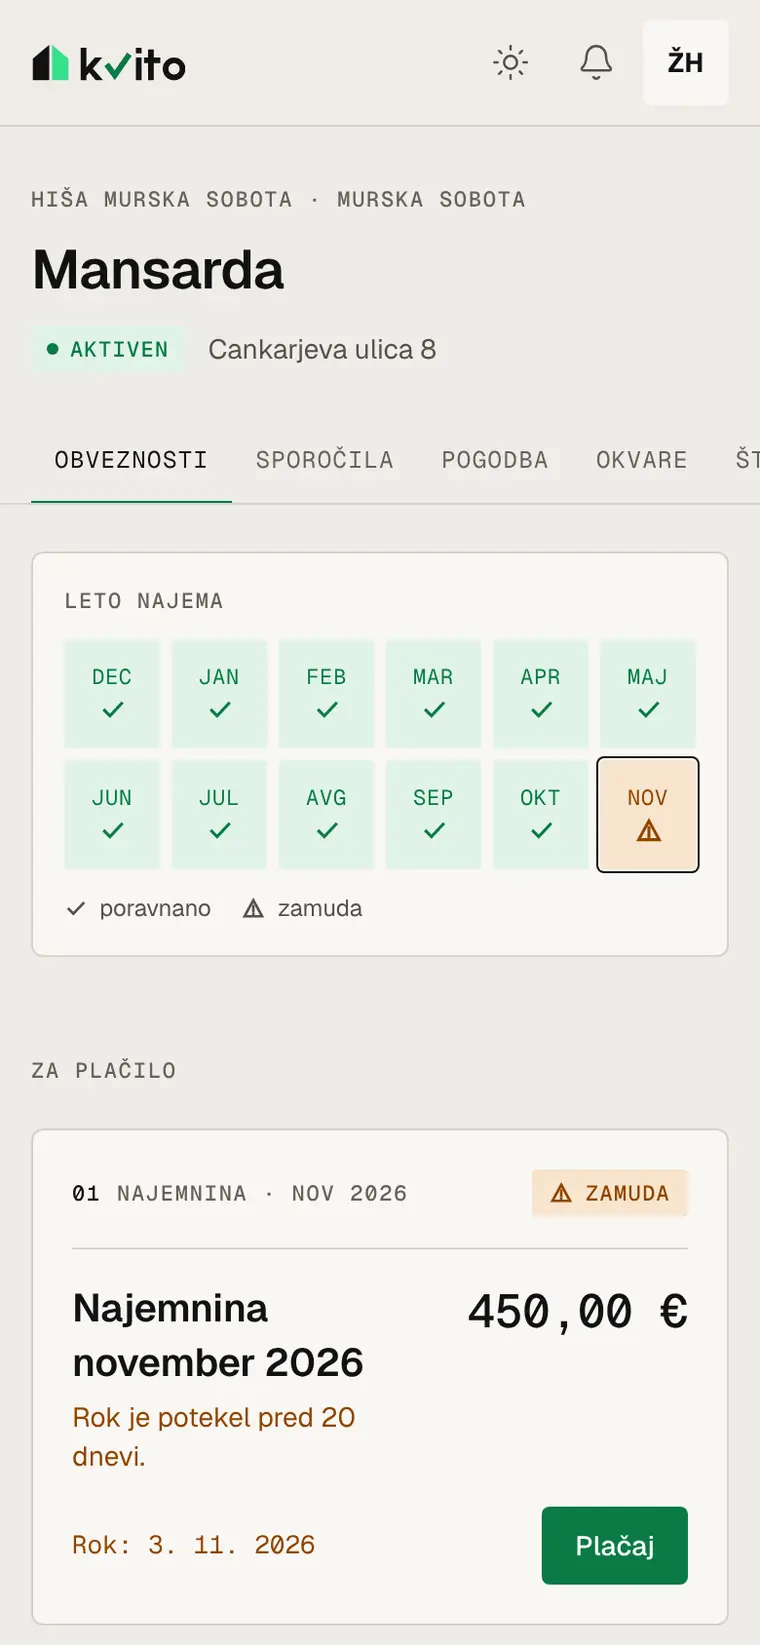 kvito
ŽH
HIŠA MURSKA SOBOTA · MURSKA SOBOTA
Mansarda
AKTIVEN Cankarjeva ulica 8
OBVEZNOSTI SPOROČILA POGODBA OKVARE ŠT
LETO NAJEMA
DEC JAN FEB MAR APR MAJ
JUN JUL AVG SEP OKT NOV
poravnano zamuda
ZA PLAČILO
01 NAJEMNINA · NOV 2026 ZAMUDA
Najemnina 450,00 €
november 2026
Rok je potekel pred 20
dnevi.
Rok: 3. 11. 2026 Plačaj